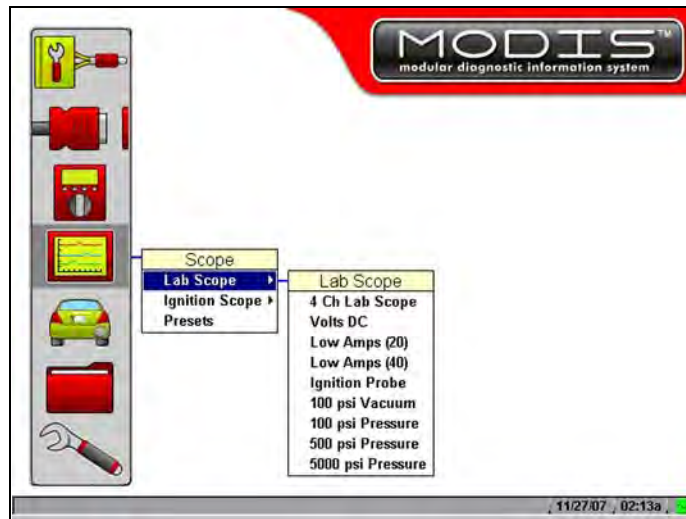 MODIS™
modular diagnostic information system
Scope
Lab Scope
Ignition Scope
Presets
Lab Scope
4 Ch Lab Scope
Volts DC
Low Amps (20)
Low Amps (40)
Ignition Probe
100 psi Vacuum
100 psi Pressure
500 psi Pressure
5000 psi Pressure
11/27/07 02:13a